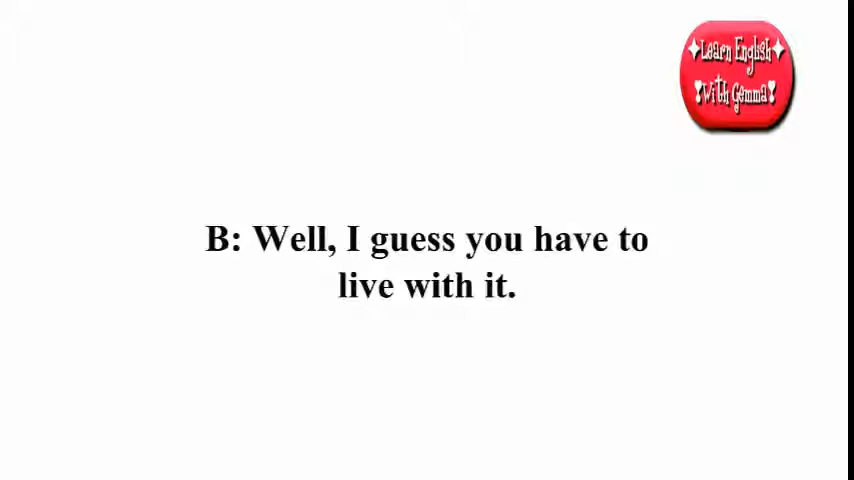 ✦Learn English✦
❣With Gemma❣
B: Well, I guess you have to
live with it.